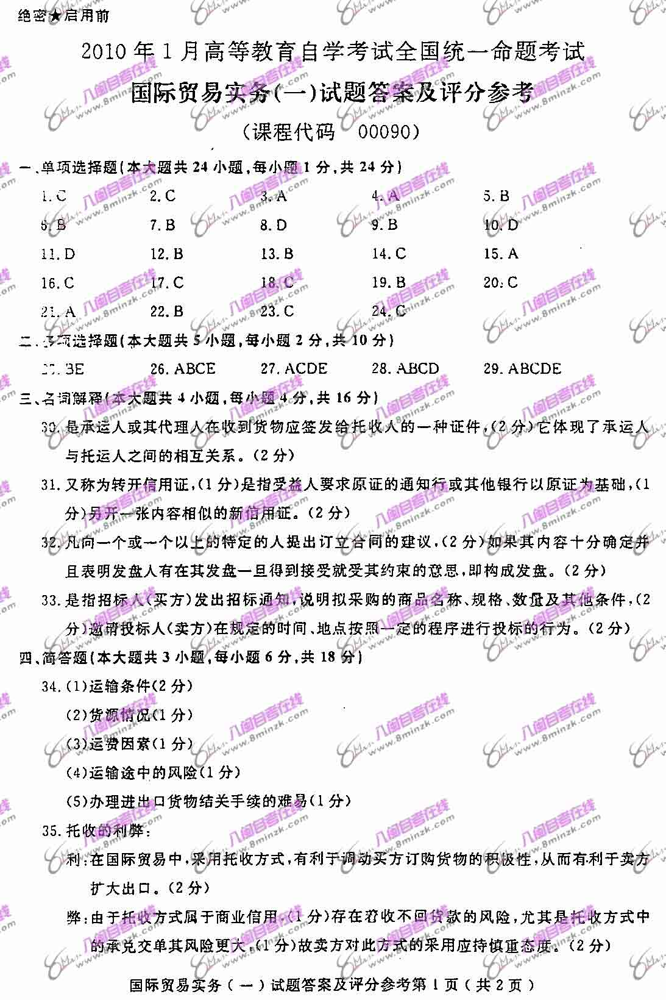 绝密★启用前
2010 年 1 月高等教育自学考试全国统一命题考试
国际贸易实务(一)试题答案及评分参考
(课程代码 00090)
一、单项选择题(本大题共 24 小题,每小题 1 分,共 24 分)
1. C 2. C 3. A 4. A 5. B
6. B 7. B 8. D 9. B 10. D
11. D 12. B 13. B 14. C 15. A
16. C 17. C 18. C 19. B 20. C
21. A 22. B 23. C 24. C
二、多项选择题(本大题共 5 小题,每小题 2 分,共 10 分)
25. BE 26. ABCE 27. ACDE 28. ABCD 29. ABCDE
三、名词解释(本大题共 4 小题,每小题 4 分,共 16 分)
30. 是承运人或其代理人在收到货物应签发给托收人的一种证件,(2 分)它体现了承运人
与托运人之间的相互关系。(2 分)
31. 又称为转开信用证,(1 分)是指受益人要求原证的通知行或其他银行以原证为基础,(1
分)另开一张内容相似的新信用证。(2 分)
32. 凡向一个或一个以上的特定的人提出订立合同的建议,(2 分)如果其内容十分确定并
且表明发盘人有在其发盘一旦得到接受就受其约束的意思,即构成发盘。(2 分)
33. 是指招标人(买方)发出招标通知,说明拟采购的商品名称、规格、数量及其他条件,(2
分)邀请投标人(卖方)在规定的时间、地点按照一定的程序进行投标的行为。(2 分)
四、简答题(本大题共 3 小题,每小题 6 分,共 18 分)
34. (1)运输条件(2 分)
(2)货源情况(1 分)
(3)运费因素(1 分)
(4)运输途中的风险(1 分)
(5)办理进出口货物结关手续的难易(1 分)
35. 托收的利弊:
利:在国际贸易中,采用托收方式,有利于调动买方订购货物的积极性,从而有利于卖方
扩大出口。(2 分)
弊:由于托收方式属于商业信用,(1 分)存在着收不回货款的风险,尤其是托收方式中
的承兑交单其风险更大,(1 分)故卖方对此方式的采用应持慎重态度。(2 分)
国际贸易实务(一)试题答案及评分参考第 1 页(共 2 页)
八闽自考在线
www.8minzk.com